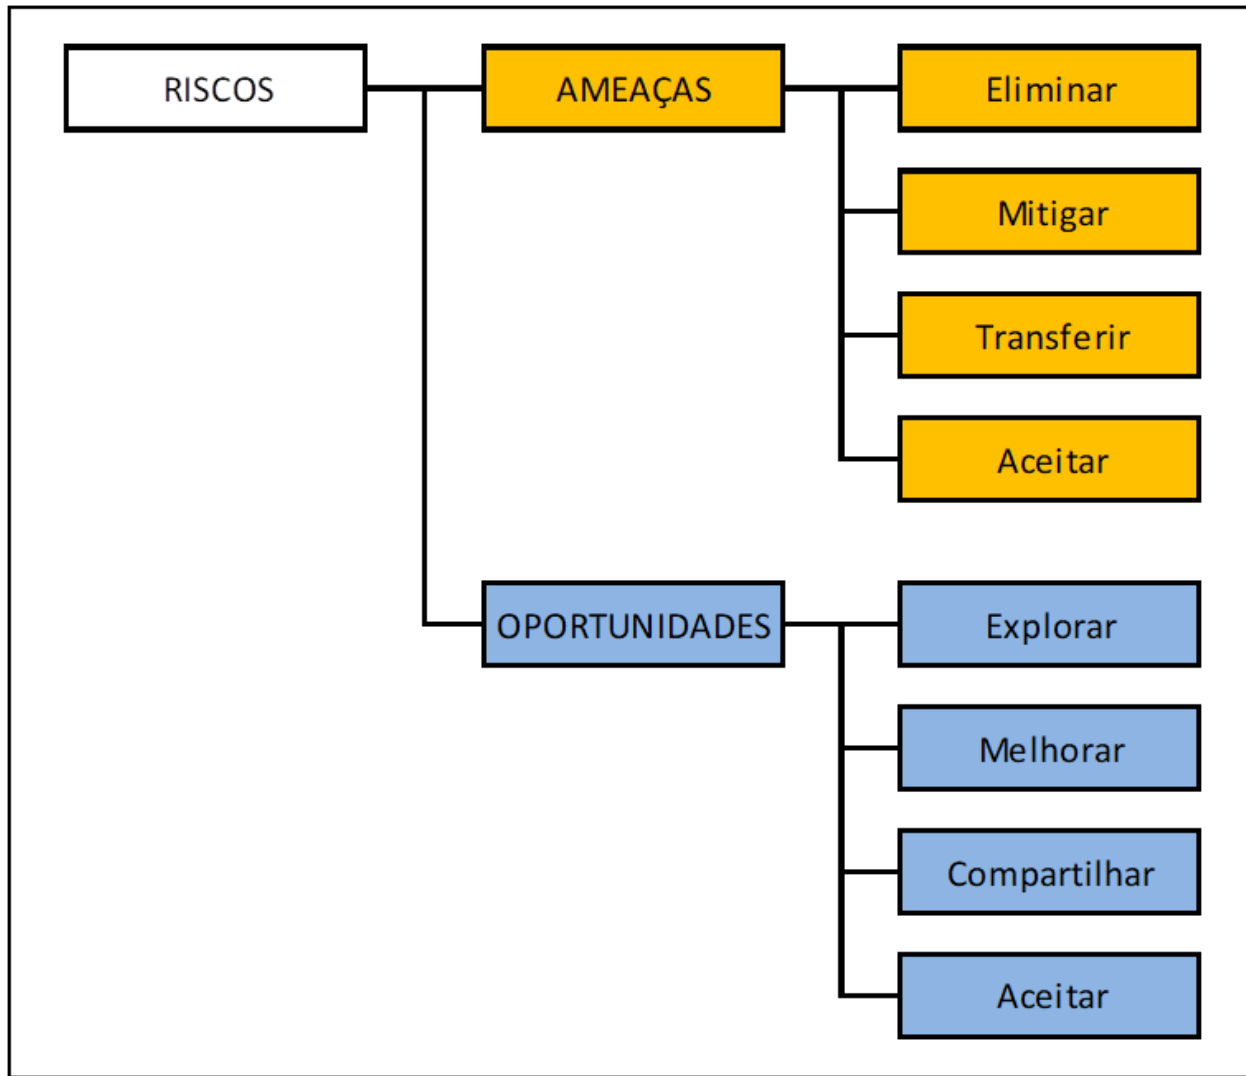 RISCOS
AMEAÇAS
Eliminar
Mitigar
Transferir
Aceitar
OPORTUNIDADES
Explorar
Melhorar
Compartilhar
Aceitar